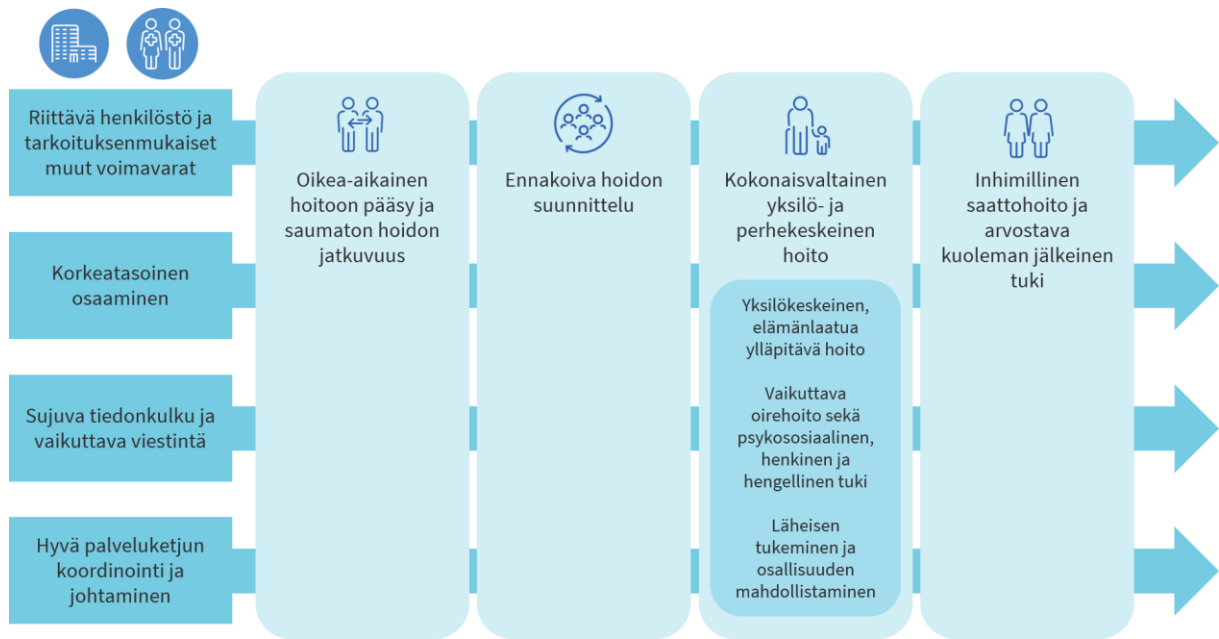 Riittävä henkilöstö ja
tarkoituksenmukaiset
muut voimavarat
Korkeatasoinen
osaaminen
Sujuva tiedonkulku ja
vaikuttava viestintä
Hyvä palveluketjun
koordinointi ja
johtaminen
Oikea-aikainen
hoitoon pääsy ja
saumaton hoidon
jatkuvuus
Ennakoiva hoidon
suunnittelu
Kokonaisvaltainen
yksilö- ja
perhekeskeinen
hoito
Yksilökeskeinen,
elämänlaatua
ylläpitävä hoito
Vaikuttava
oirehoito sekä
psykososiaalinen,
henkinen ja
hengellinen tuki
Läheisen
tukeminen ja
osallisuuden
mahdollistaminen
Inhimillinen
saattohoito ja
arvostava
kuoleman jälkeinen
tuki